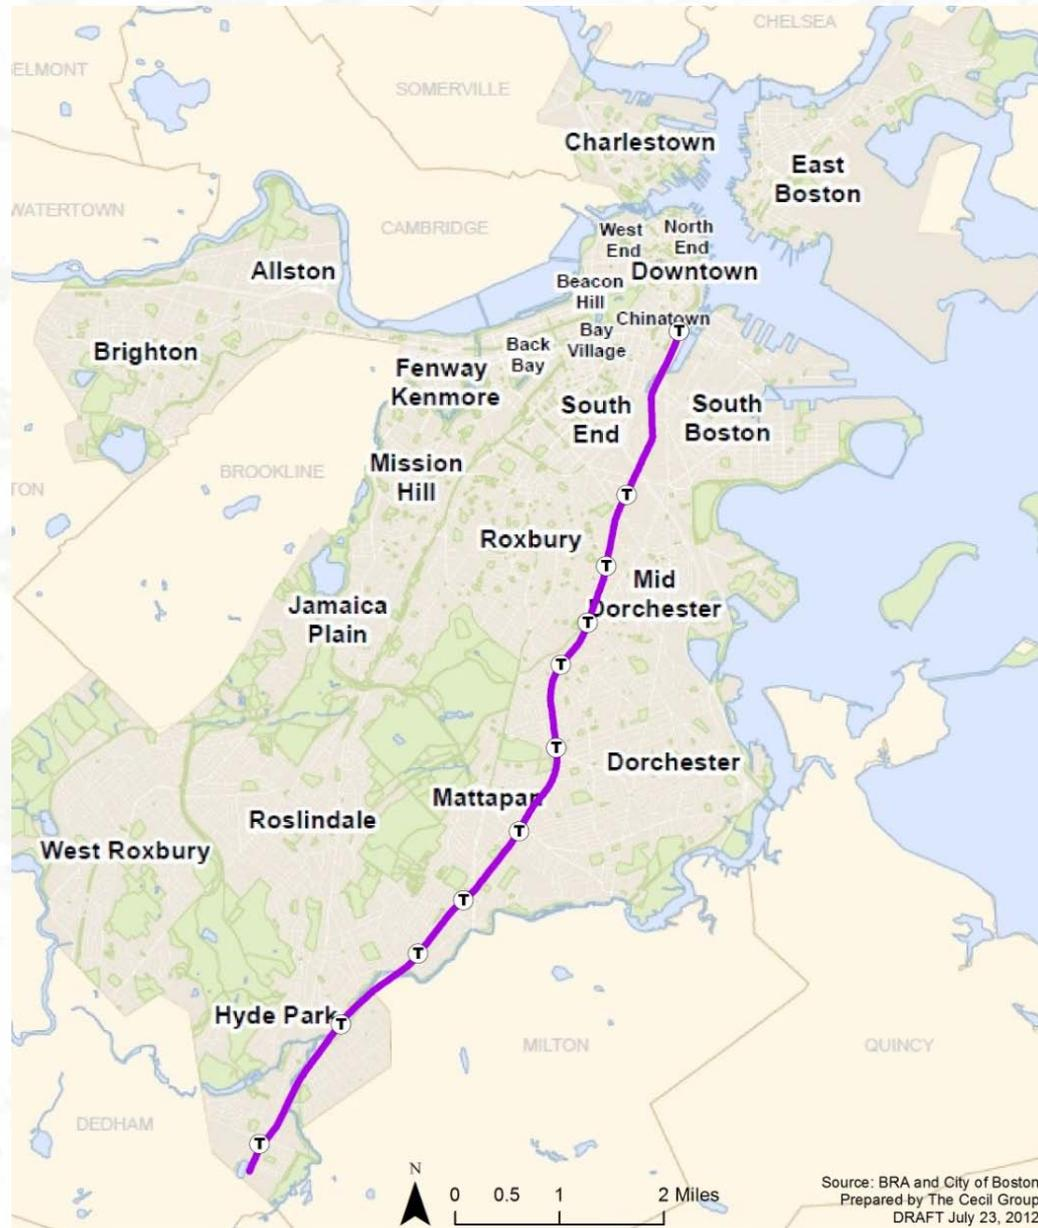 CHELSEA
ELMONT
SOMERVILLE
Charlestown
East
Boston
WATERTOWN
CAMBRIDGE
West
End
North
End
Allston
Downtown
Beacon
Hill
Chinatown
T
Bay
Village
Back
Bay
Brighton
Fenway
Kenmore
South
End
South
Boston
BROOKLINE
Mission
Hill
TON
T
Roxbury
T
Mid
Dorchester
Jamaica
Plain
T
T
T
Dorchester
Mattapan
Roslindale
T
West Roxbury
T
T
Hyde Park
T
MILTON
QUINCY
DEDHAM
T
N
0 0.5 1 2 Miles
Source: BRA and City of Boston
Prepared by The Cecil Group
DRAFT July 23, 2012